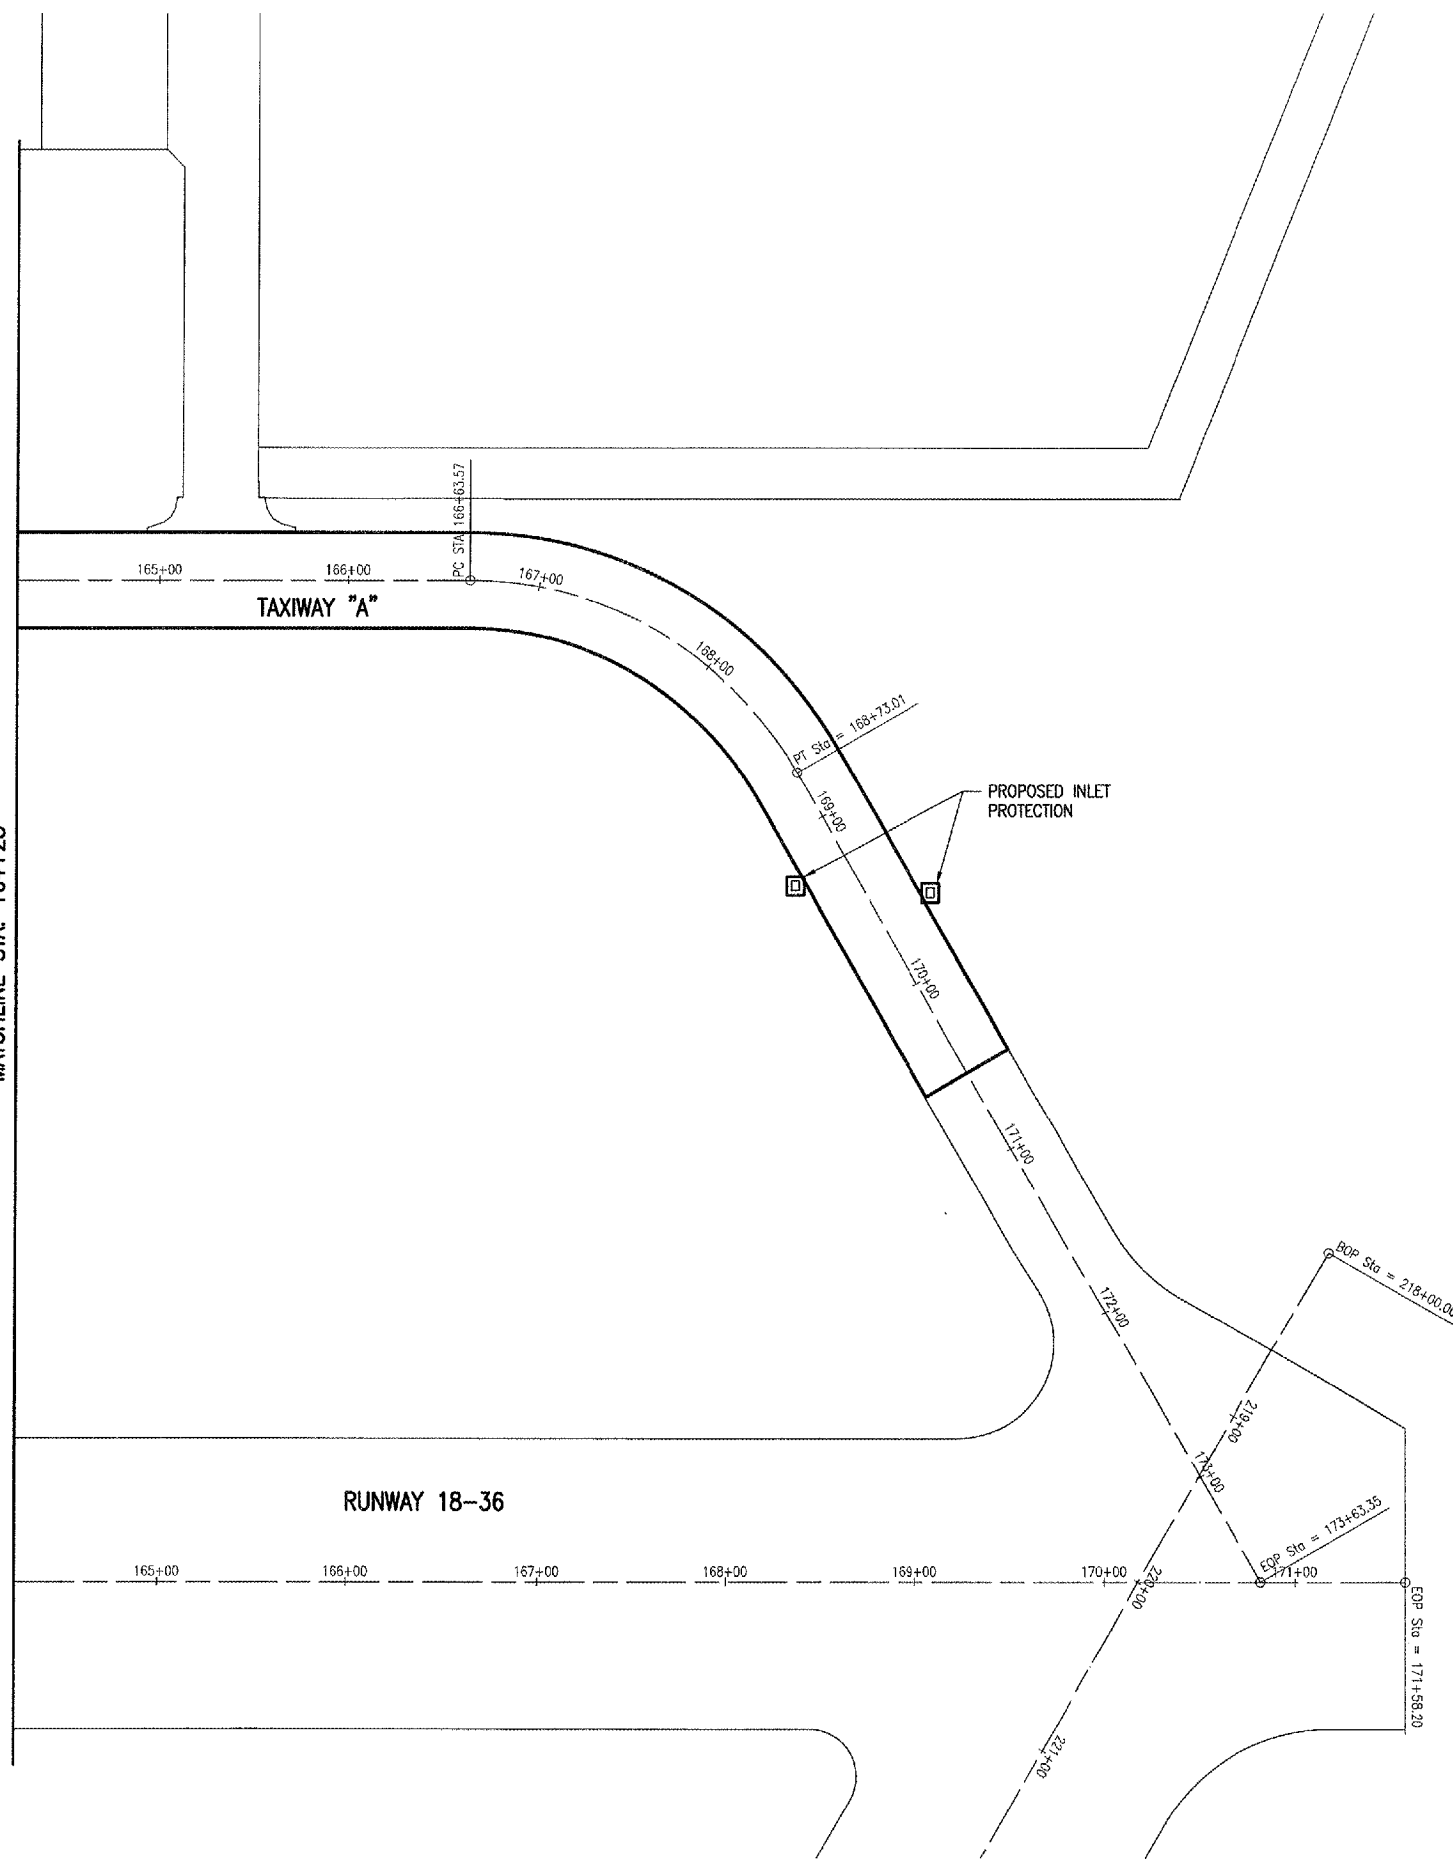 PC STA 166+63.57
165+00
166+00
167+00
TAXIWAY "A"
168+00
PT Sta = 168+73.01
169+00
PROPOSED INLET
PROTECTION
170+00
171+00
172+00
BOP Sta = 218+00.00
219+00
173+00
RUNWAY 18-36
EOP Sta = 173+63.35
165+00
166+00
167+00
168+00
169+00
170+00
171+00
220+00
EOP Sta = 171+58.20
221+00